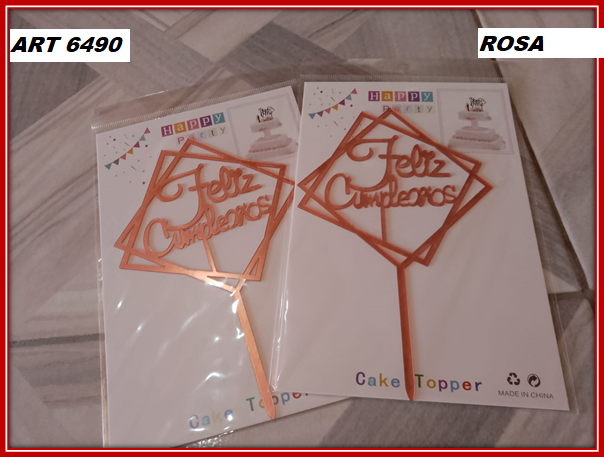 ART 6490
ROSA
HAPPY
Party
Feliz
Cumpleaños
Cake Topper
HAPPY
Party
Feliz
Cumpleaños
Cake Topper
MADE IN CHINA